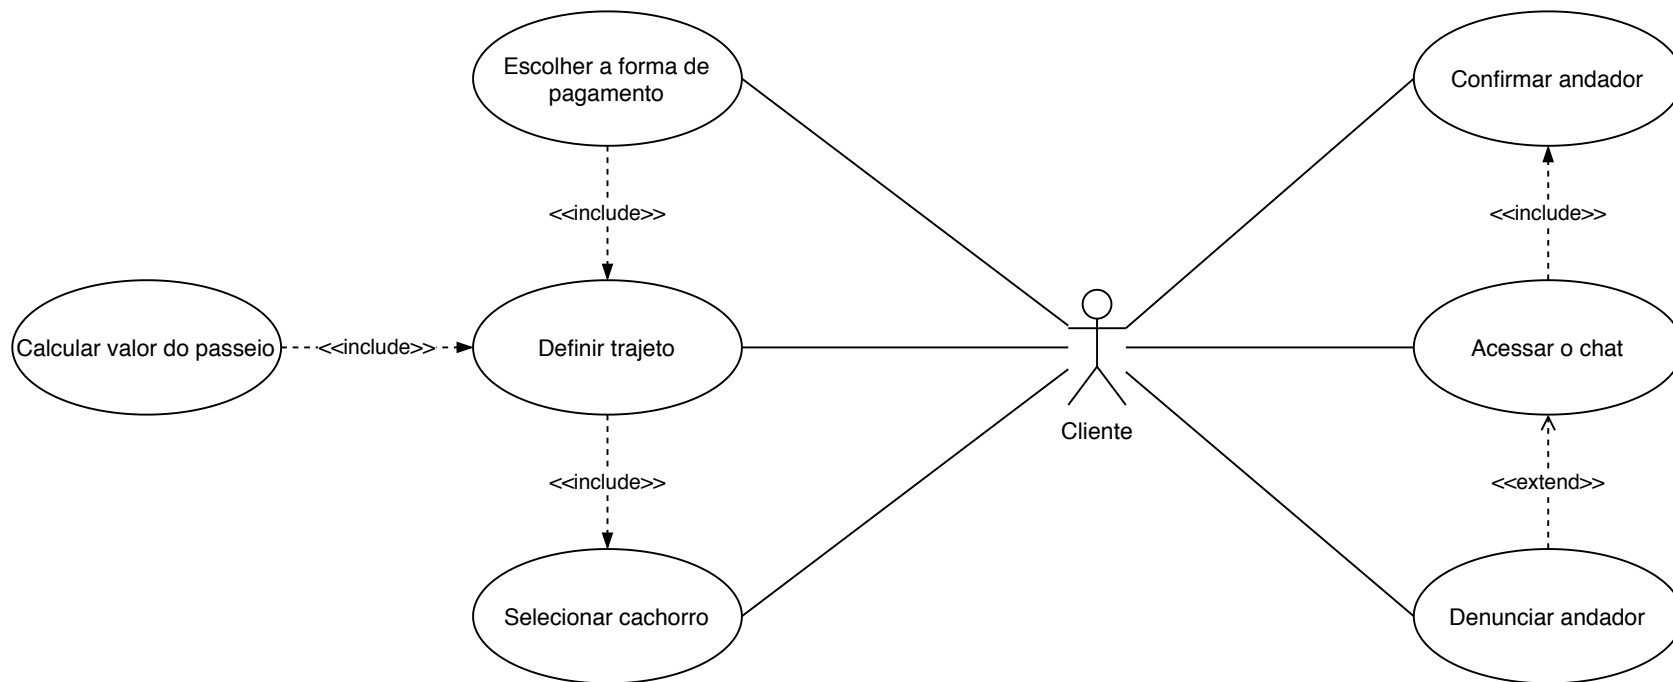 Escolher a forma de
pagamento
Confirmar andador
<<include>>
<<include>>
Calcular valor do passeio
<<include>>
Definir trajeto
Acessar o chat
Cliente
<<include>>
<<extend>>
Selecionar cachorro
Denunciar andador